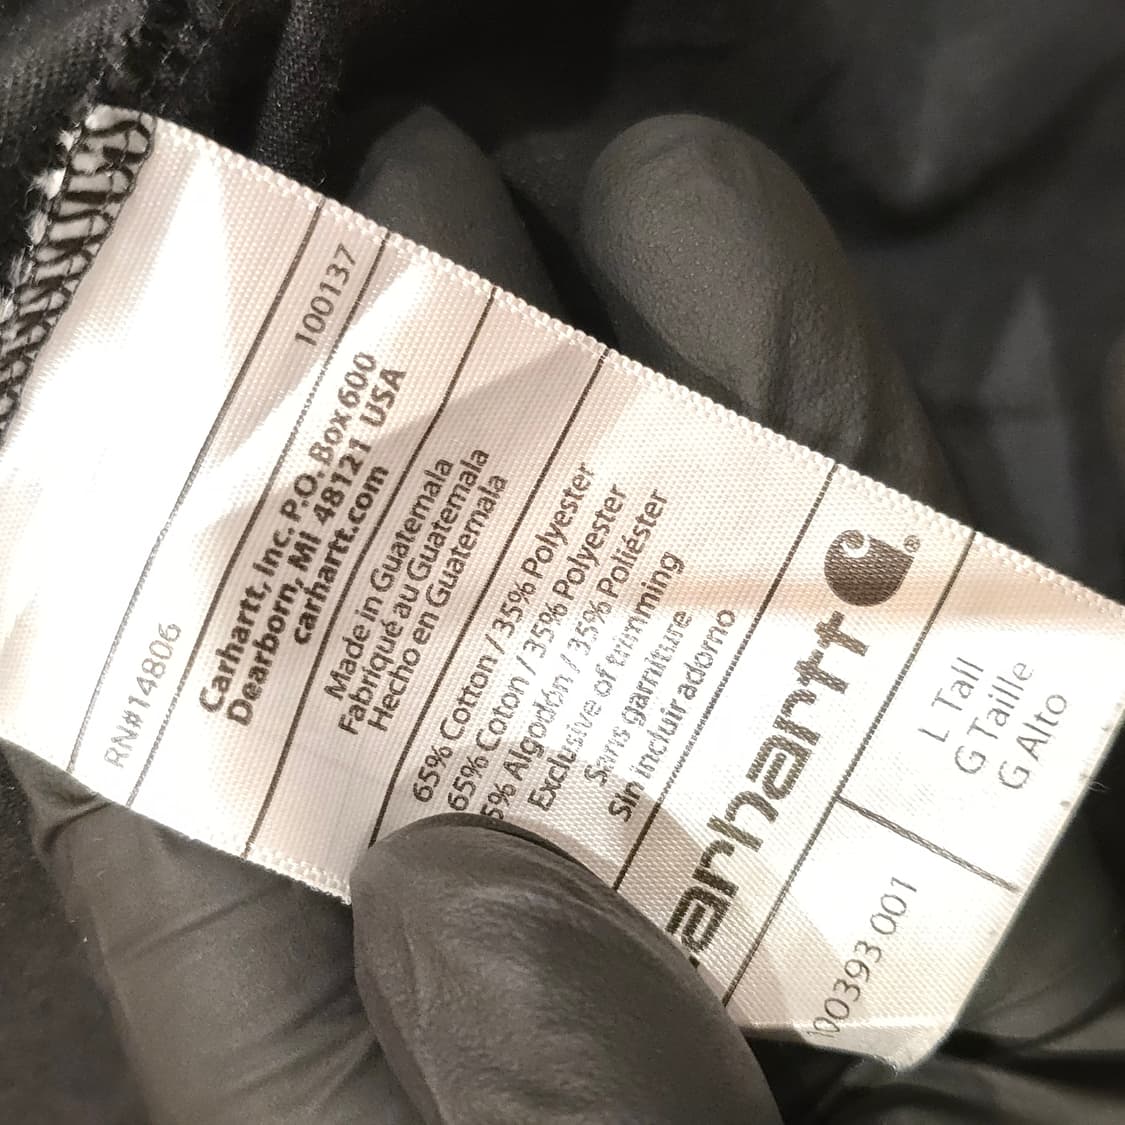 RN#14806
100137
Carhartt, Inc. P.O. Box 600
Dearborn, MI 48121 USA
carhartt.com
Made in Guatemala
Fabriqué au Guatemala
Hecho en Guatemala
65% Cotton / 35% Polyester
65% Coton / 35% Polyester
5% Algodón / 35% Poliéster
Exclusive of trimming
Sans garniture
Sin incluir adorno
arhartt ®
L Tall
G Taille
G Alto
100393 001